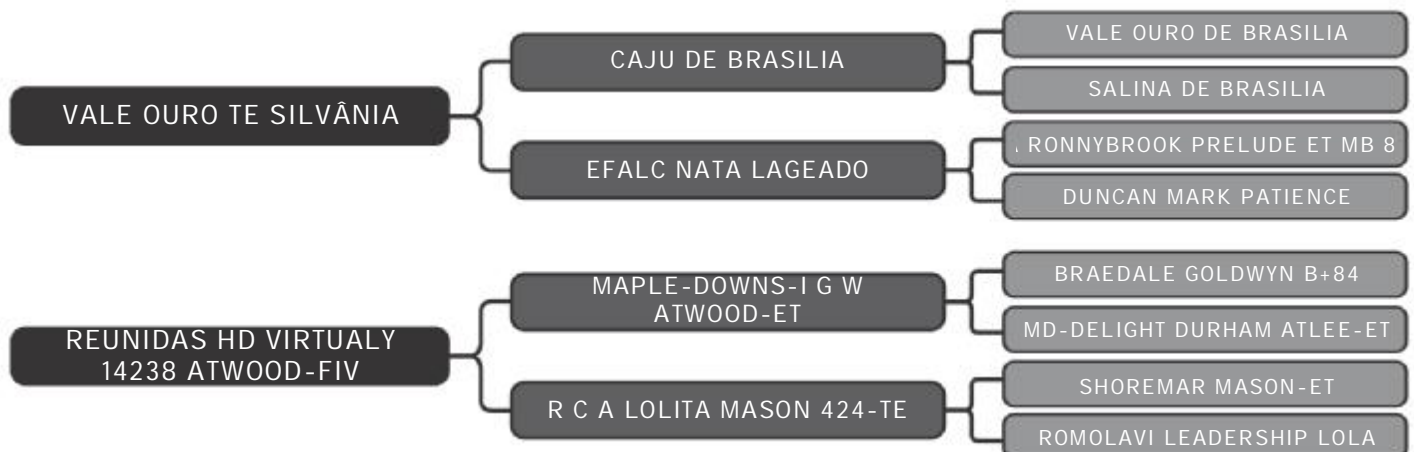 VALE OURO TE SILVÂNIA
CAJU DE BRASILIA
VALE OURO DE BRASILIA
SALINA DE BRASILIA
EFALC NATA LAGEADO
RONNYBROOK PRELUDE ET MB 8
DUNCAN MARK PATIENCE
REUNIDAS HD VIRTUALY
14238 ATWOOD-FIV
MAPLE-DOWNS-I G W
ATWOOD-ET
BRAEDALE GOLDWYN B+84
MD-DELIGHT DURHAM ATLEE-ET
R C A LOLITA MASON 424-TE
SHOREMAR MASON-ET
ROMOLAVI LEADERSHIP LOLA